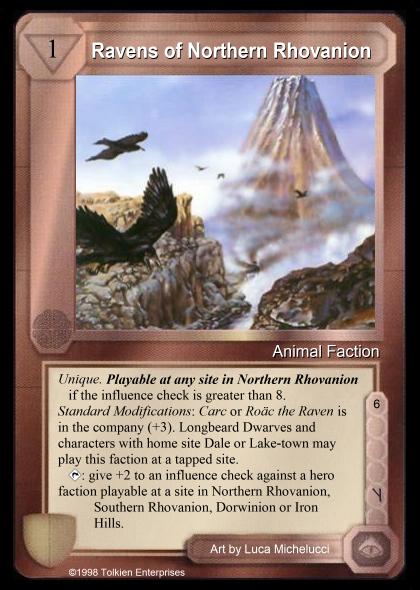 1
Ravens of Northern Rhovanion
Animal Faction
Unique. Playable at any site in Northern Rhovanion
if the influence check is greater than 8.
Standard Modifications: Carc or Roäc the Raven is
in the company (+3). Longbeard Dwarves and
characters with home site Dale or Lake-town may
play this faction at a tapped site.
: give +2 to an influence check against a hero
faction playable at a site in Northern Rhovanion,
Southern Rhovanion, Dorwinion or Iron
Hills.
6
Art by Luca Michelucci
©1998 Tolkien Enterprises